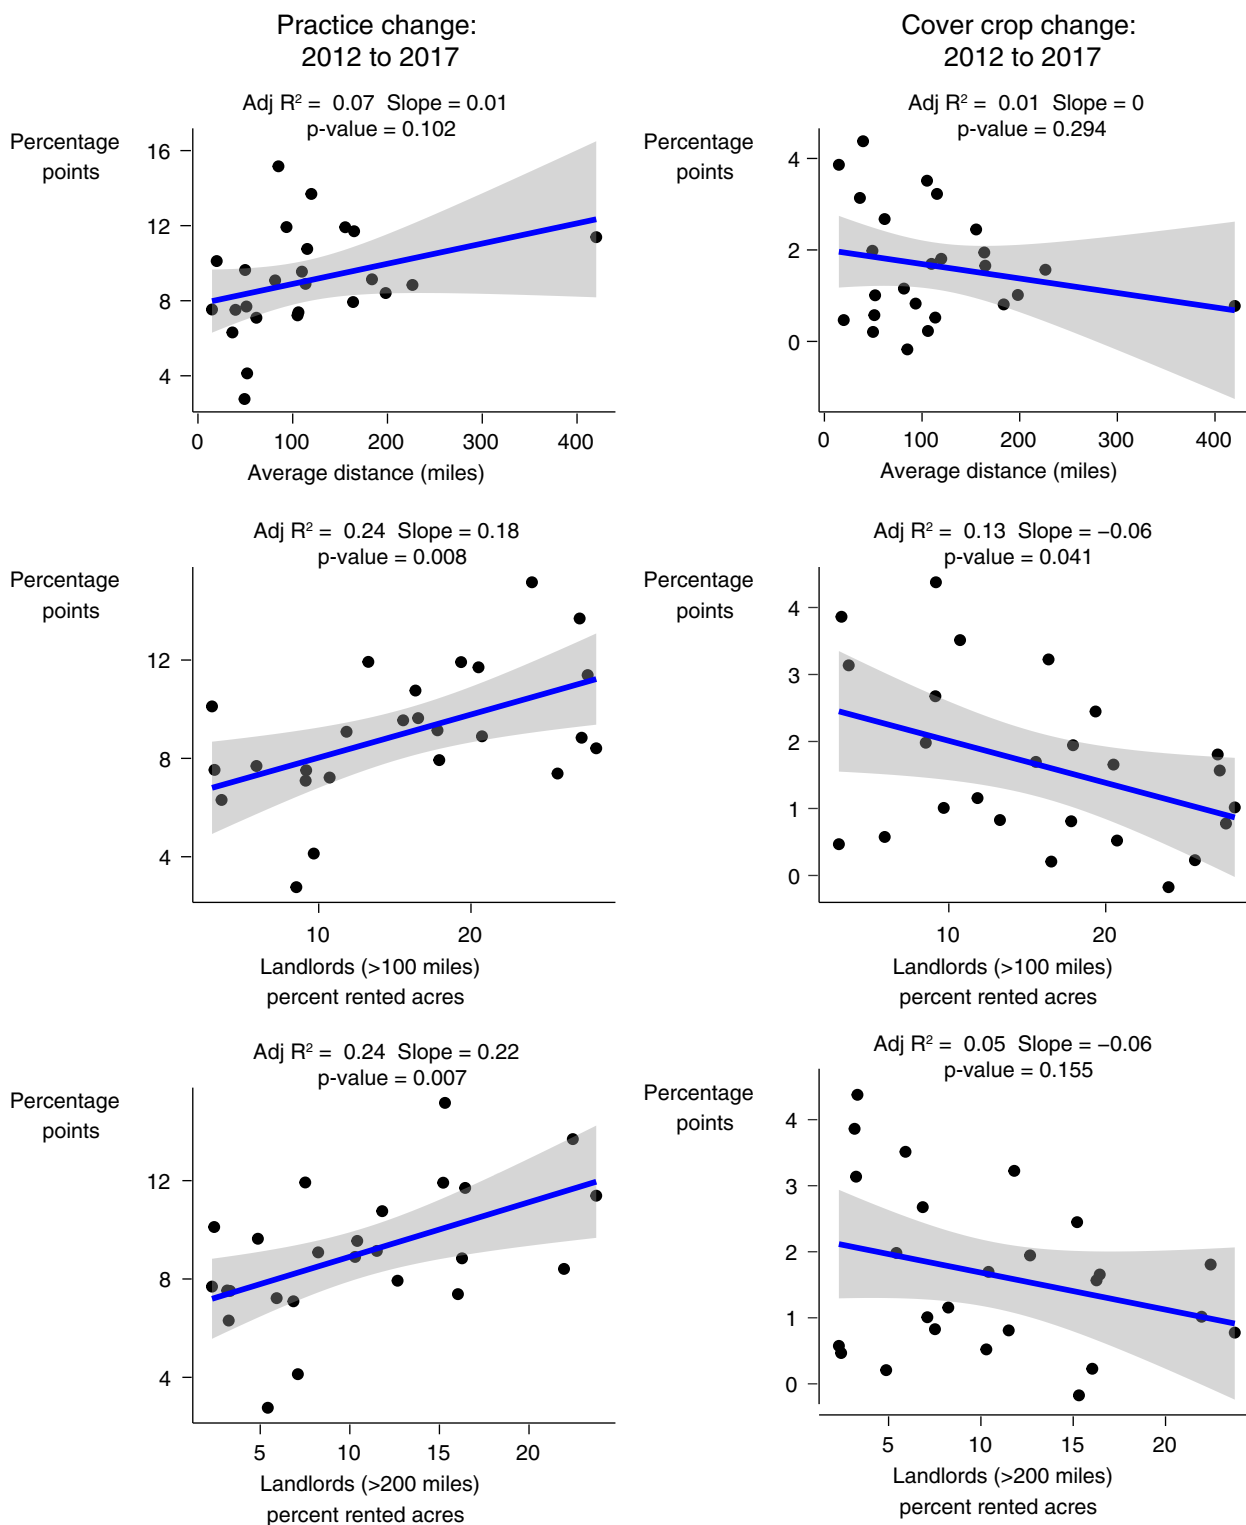 Practice change:
2012 to 2017
Adj R² = 0.07 Slope = 0.01
p-value = 0.102
Percentage
points
16
12
8
4
0 100 200 300 400
Average distance (miles)
Cover crop change:
2012 to 2017
Adj R² = 0.01 Slope = 0
p-value = 0.294
Percentage
points
4
2
0
0 100 200 300 400
Average distance (miles)
Adj R² = 0.24 Slope = 0.18
p-value = 0.008
Percentage
points
12
8
4
10 20
Landlords (>100 miles)
percent rented acres
Adj R² = 0.13 Slope = −0.06
p-value = 0.041
Percentage
points
4
3
2
1
0
10 20
Landlords (>100 miles)
percent rented acres
Adj R² = 0.24 Slope = 0.22
p-value = 0.007
Percentage
points
12
8
4
5 10 15 20
Landlords (>200 miles)
percent rented acres
Adj R² = 0.05 Slope = −0.06
p-value = 0.155
Percentage
points
4
3
2
1
0
5 10 15 20
Landlords (>200 miles)
percent rented acres